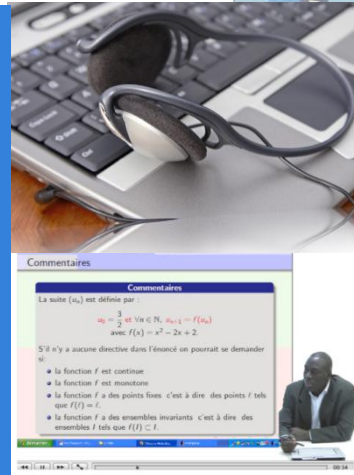 Commentaires
Commentaires
La suite (uₙ) est définie par :
u₀ = 3/2 et ∀n ∈ ℕ, uₙ₊₁ = f(uₙ)
avec f(x) = x² − 2x + 2.
S'il n'y a aucune directive dans l'énoncé on pourrait se demander
si:
la fonction f est continue
la fonction f est monotone
la fonction f a des points fixes c'est à dire des points ℓ tels
que f(ℓ) = ℓ.
la fonction f a des ensembles invariants c'est à dire des
ensembles I tels que f(I) ⊂ I.